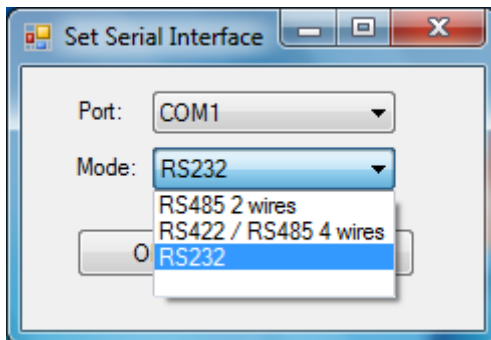 Set Serial Interface
Port: COM1
Mode: RS232
RS485 2 wires
RS422 / RS485 4 wires
RS232